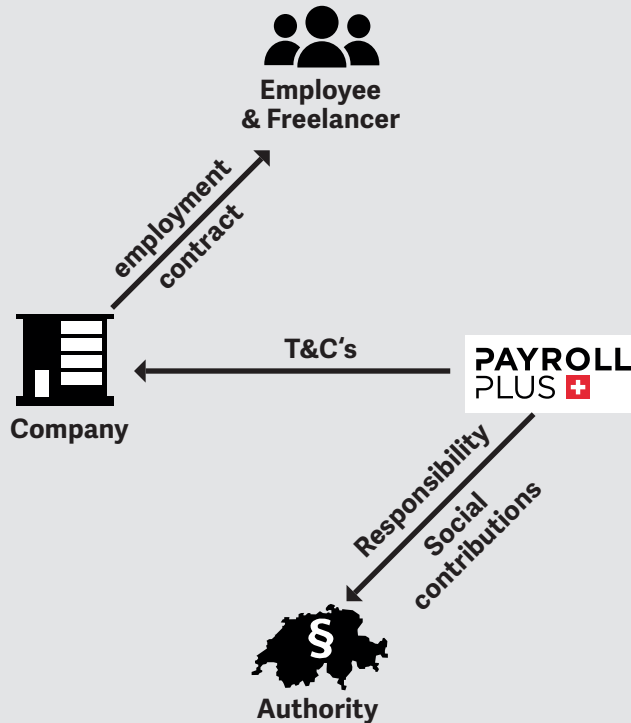 Employee
& Freelancer
employment
contract
T&C‘s
PAYROLL
PLUS
Company
Responsibility
Social
contributions
§
Authority